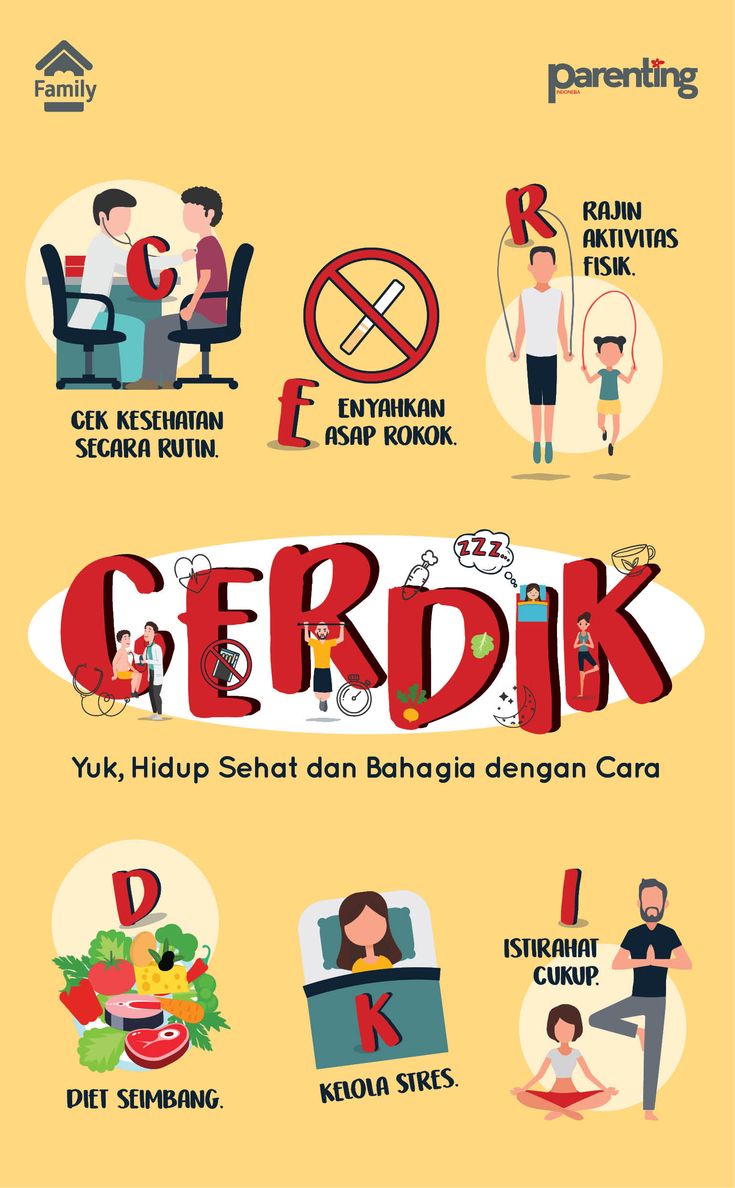 Family
Parenting
INDONESIA
C
CEK KESEHATAN
SECARA RUTIN.
E
ENYAHKAN
ASAP ROKOK.
R
RAJIN
AKTIVITAS
FISIK.
CERDIK
ZZZ...
Yuk, Hidup Sehat dan Bahagia dengan Cara
D
DIET SEIMBANG.
K
KELOLA STRES.
I
ISTIRAHAT
CUKUP.